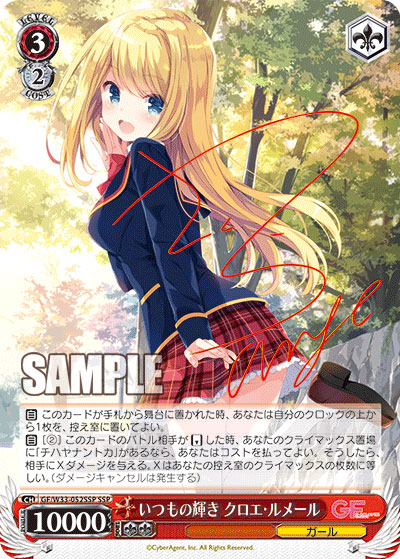 LEVEL
3
2
COST
SAMPLE
自 このカードが手札から舞台に置かれた時、あなたは自分のクロックの上か
ら1枚を、控え室に置いてよい。
自 [②] このカードのバトル相手が した時、あなたのクライマックス置場
に「テハヤナントカ」があるなら、あなたはコストを払ってよい。そうしたら、
相手にXダメージを与える。Xはあなたの控え室のクライマックスの枚数に等
しい。(ダメージキャンセルは発生する)
CH GF/W33-052SSP SSP
10000
いつもの輝き クロエ・ルメール
GF
ガール
©CyberAgent, Inc. All Rights Reserved.